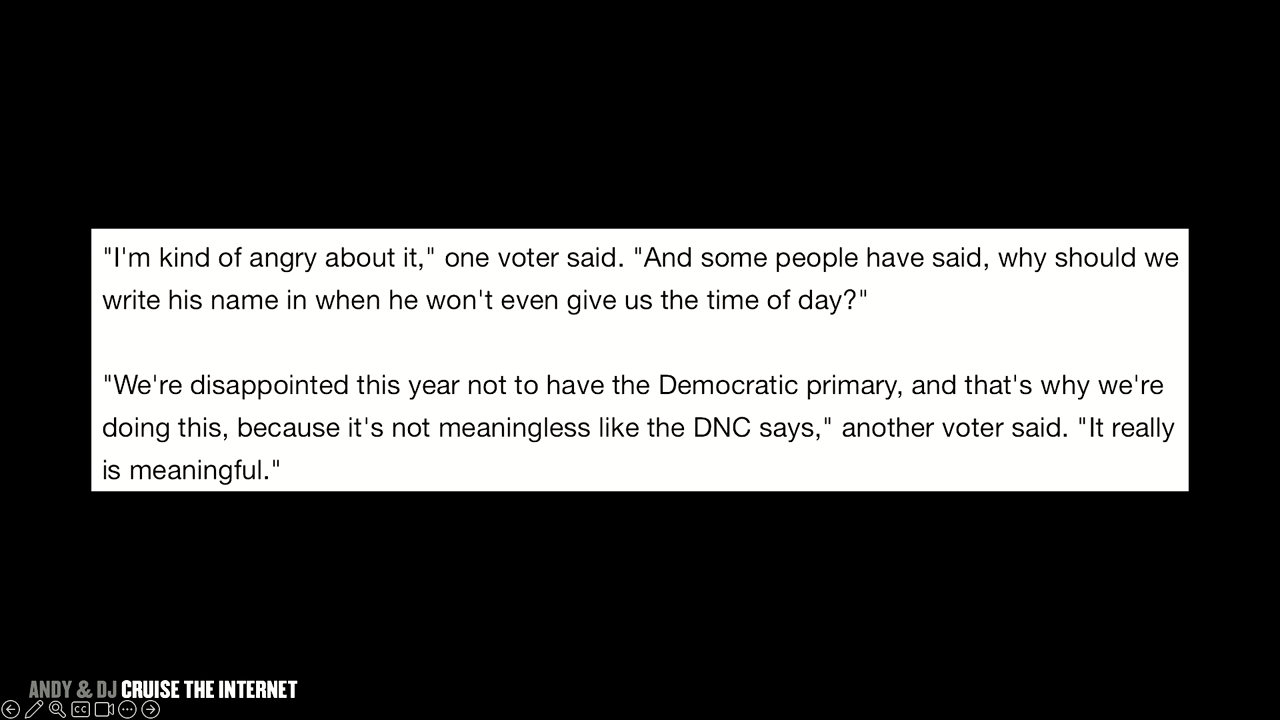 "I'm kind of angry about it," one voter said. "And some people have said, why should we
write his name in when he won't even give us the time of day?"
"We're disappointed this year not to have the Democratic primary, and that's why we're
doing this, because it's not meaningless like the DNC says," another voter said. "It really
is meaningful."
ANDY & DJ CRUISE THE INTERNET
CC